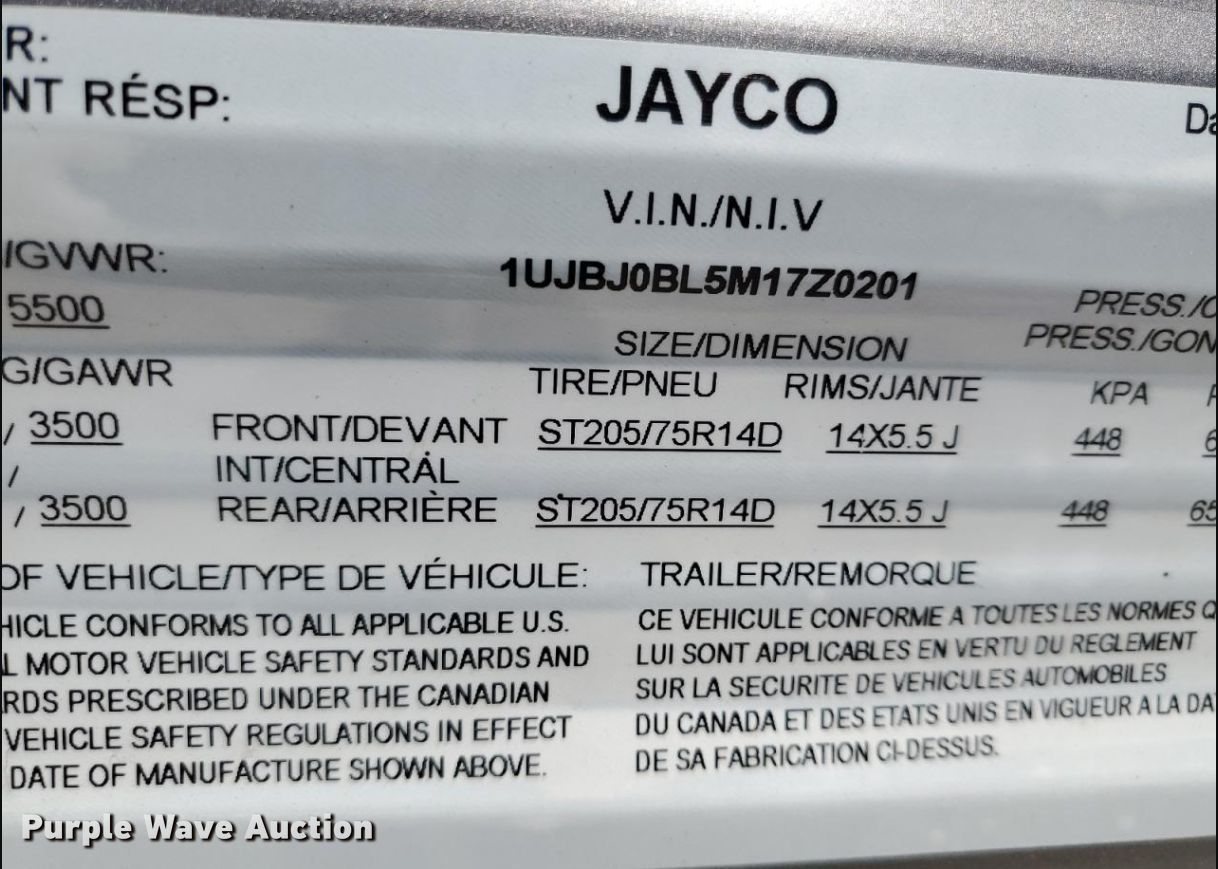 R:
NT RÉSP:
JAYCO
Da
V.I.N./N.I.V
/GVWR:
1UJBJ0BL5M17Z0201
5500
PRESS./C
SIZE/DIMENSION
PRESS./GON
G/GAWR
TIRE/PNEU RIMS/JANTE KPA
/ 3500 FRONT/DEVANT ST205/75R14D 14X5.5 J 448 6
/ INT/CENTRÁL
/ 3500 REAR/ARRIÈRE ST205/75R14D 14X5.5 J 448 65
OF VEHICLE/TYPE DE VÉHICULE: TRAILER/REMORQUE
HICLE CONFORMS TO ALL APPLICABLE U.S.
L MOTOR VEHICLE SAFETY STANDARDS AND
RDS PRESCRIBED UNDER THE CANADIAN
VEHICLE SAFETY REGULATIONS IN EFFECT
DATE OF MANUFACTURE SHOWN ABOVE.
CE VEHICULE CONFORME A TOUTES LES NORMES Q
LUI SONT APPLICABLES EN VERTU DU REGLEMENT
SUR LA SECURITE DE VEHICULES AUTOMOBILES
DU CANADA ET DES ETATS UNIS EN VIGUEUR A LA DA
DE SA FABRICATION CI-DESSUS.
Purple Wave Auction